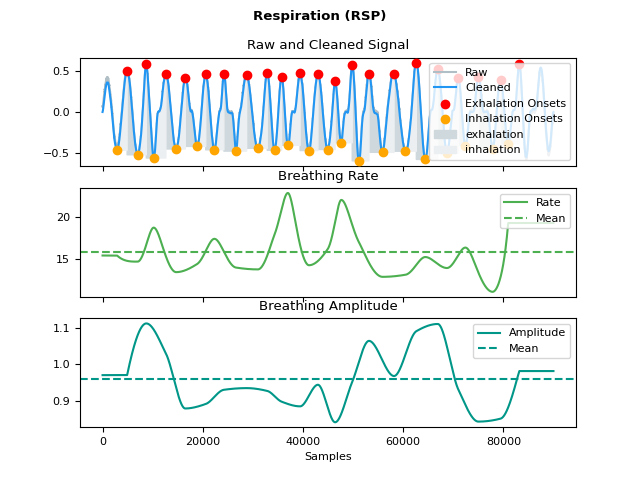 Respiration (RSP)
Raw and Cleaned Signal
0.5
0.0
−0.5
Raw
Cleaned
Exhalation Onsets
Inhalation Onsets
exhalation
inhalation
Breathing Rate
20
15
Rate
Mean
Breathing Amplitude
1.1
1.0
0.9
Amplitude
Mean
0
20000
40000
60000
80000
Samples